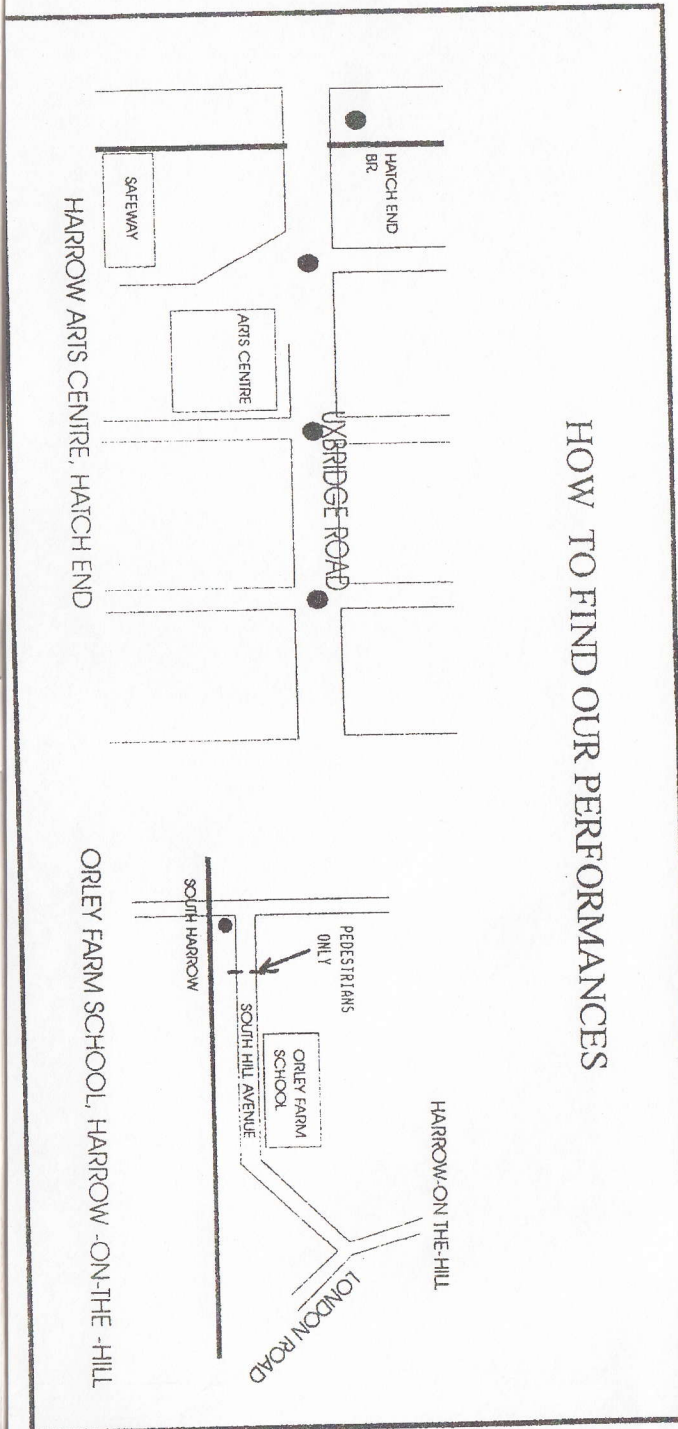 HOW TO FIND OUR PERFORMANCES
HATCH END
BR.
SAFEWAY
ARTS CENTRE
UXBRIDGE ROAD
HARROW ARTS CENTRE, HATCH END
HARROW-ON THE-HILL
PEDESTRIANS
ONLY
ORLEY FARM
SCHOOL
SOUTH HILL AVENUE
LONDON ROAD
SOUTH HARROW
ORLEY FARM SCHOOL, HARROW -ON-THE -HILL